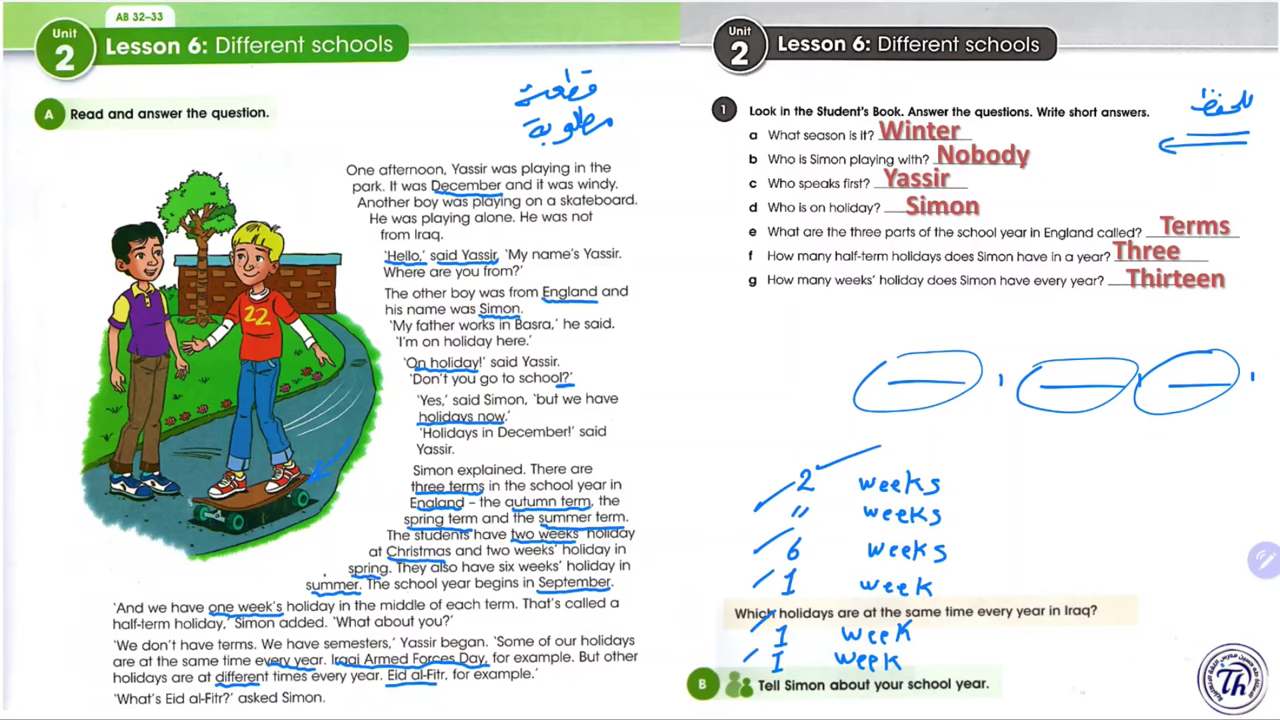 AB 32-33
Unit
2
Lesson 6: Different schools
A Read and answer the question.
قطعة
مطلوبة
One afternoon, Yassir was playing in the
park. It was December and it was windy.
Another boy was playing on a skateboard.
He was playing alone. He was not
from Iraq.
'Hello,' said Yassir, 'My name's Yassir.
Where are you from?'
The other boy was from England and
his name was Simon.
'My father works in Basra,' he said.
'I'm on holiday here.'
'On holiday!' said Yassir.
'Don't you go to school?'
'Yes,' said Simon, 'but we have
holidays now.'
'Holidays in December!' said
Yassir.
Simon explained. There are
three terms in the school year in
England – the autumn term, the
spring term and the summer term.
The students have two weeks' holiday
at Christmas and two weeks' holiday in
spring. They also have six weeks' holiday in
summer. The school year begins in September.
'And we have one week's holiday in the middle of each term. That's called a
half-term holiday,' Simon added. 'What about you?'
'We don't have terms. We have semesters,' Yassir began. 'Some of our holidays
are at the same time every year. Iraqi Armed Forces Day, for example. But other
holidays are at different times every year. Eid al-Fitr, for example.'
'What's Eid al-Fitr?' asked Simon.
22
Unit
2
Lesson 6: Different schools
للحفظ
1 Look in the Student's Book. Answer the questions. Write short answers.
a What season is it? Winter
b Who is Simon playing with? Nobody
c Who speaks first? Yassir
d Who is on holiday? Simon
e What are the three parts of the school year in England called? Terms
f How many half-term holidays does Simon have in a year? Three
g How many weeks' holiday does Simon have every year? Thirteen
2 weeks
" weeks
6 weeks
1 week
Which holidays are at the same time every year in Iraq?
1 week
1 week
B Tell Simon about your school year.
Th